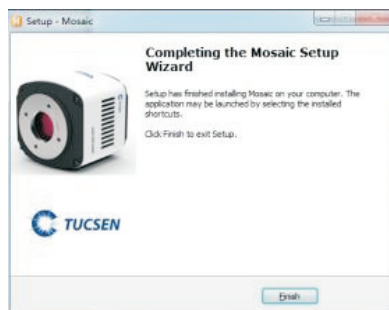 Setup - Mosaic
Completing the Mosaic Setup
Wizard
Setup has finished installing Mosaic on your computer. The
application may be launched by selecting the installed
shortcuts.
Click Finish to exit Setup.
TUCSEN
Finish